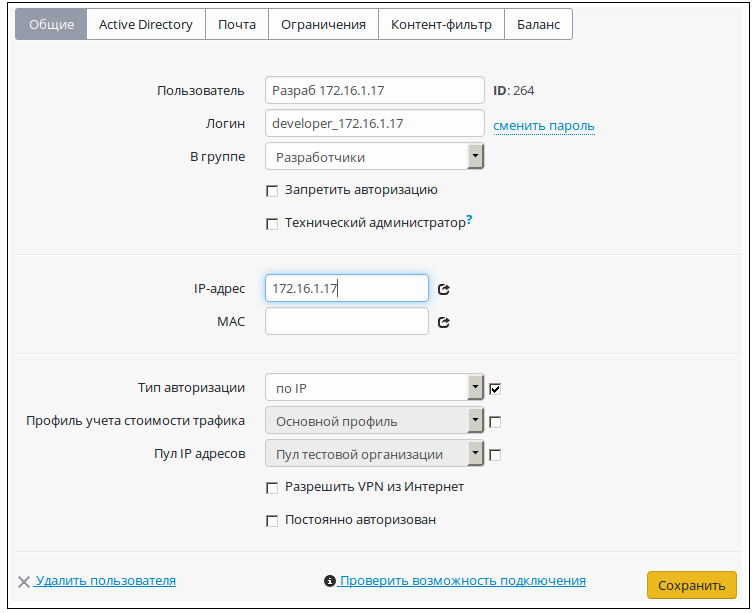 Общие Active Directory Почта Ограничения Контент-фильтр Баланс
Пользователь Разраб 172.16.1.17 ID: 264
Логин developer_172.16.1.17 сменить пароль
В группе Разработчики
Запретить авторизацию
Технический администратор?
IP-адрес 172.16.1.17
MAC
Тип авторизации по IP
Профиль учета стоимости трафика Основной профиль
Пул IP адресов Пул тестовой организации
Разрешить VPN из Интернет
Постоянно авторизован
Удалить пользователя Проверить возможность подключения Сохранить